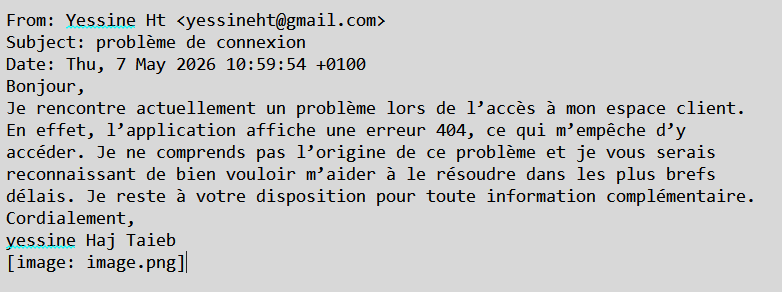 From: Yessine Ht <yessineht@gmail.com>
Subject: problème de connexion
Date: Thu, 7 May 2026 10:59:54 +0100
Bonjour,
Je rencontre actuellement un problème lors de l’accès à mon espace client.
En effet, l’application affiche une erreur 404, ce qui m’empêche d’y
accéder. Je ne comprends pas l’origine de ce problème et je vous serais
reconnaissant de bien vouloir m’aider à le résoudre dans les plus brefs
délais. Je reste à votre disposition pour toute information complémentaire.
Cordialement,
yessine Haj Taieb
[image: image.png]